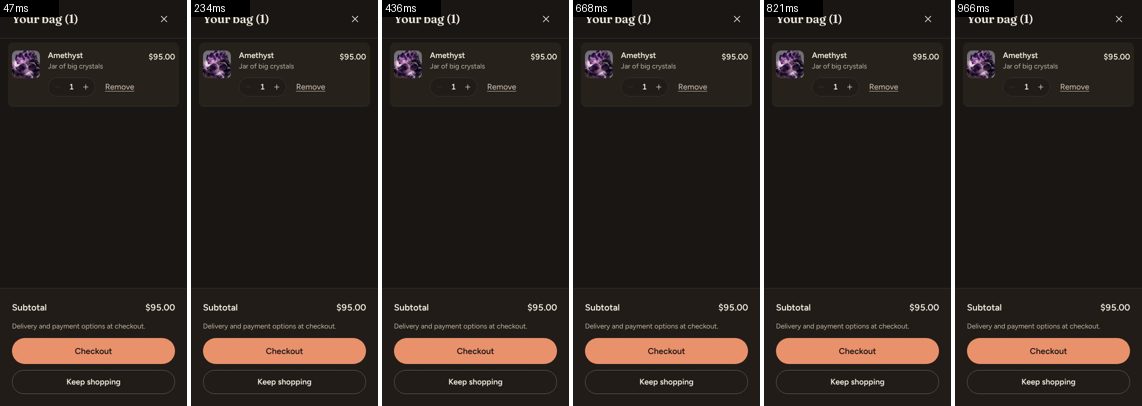 47ms
Your bag (1)
Amethyst
$95.00
Jar of big crystals
1 +
Remove
Subtotal
$95.00
Delivery and payment options at checkout.
Checkout
Keep shopping
234ms
Your bag (1)
Amethyst
$95.00
Jar of big crystals
1 +
Remove
Subtotal
$95.00
Delivery and payment options at checkout.
Checkout
Keep shopping
436ms
Your bag (1)
Amethyst
$95.00
Jar of big crystals
1 +
Remove
Subtotal
$95.00
Delivery and payment options at checkout.
Checkout
Keep shopping
668ms
Your bag (1)
Amethyst
$95.00
Jar of big crystals
1 +
Remove
Subtotal
$95.00
Delivery and payment options at checkout.
Checkout
Keep shopping
821ms
Your bag (1)
Amethyst
$95.00
Jar of big crystals
1 +
Remove
Subtotal
$95.00
Delivery and payment options at checkout.
Checkout
Keep shopping
966ms
Your bag (1)
Amethyst
$95.00
Jar of big crystals
1 +
Remove
Subtotal
$95.00
Delivery and payment options at checkout.
Checkout
Keep shopping